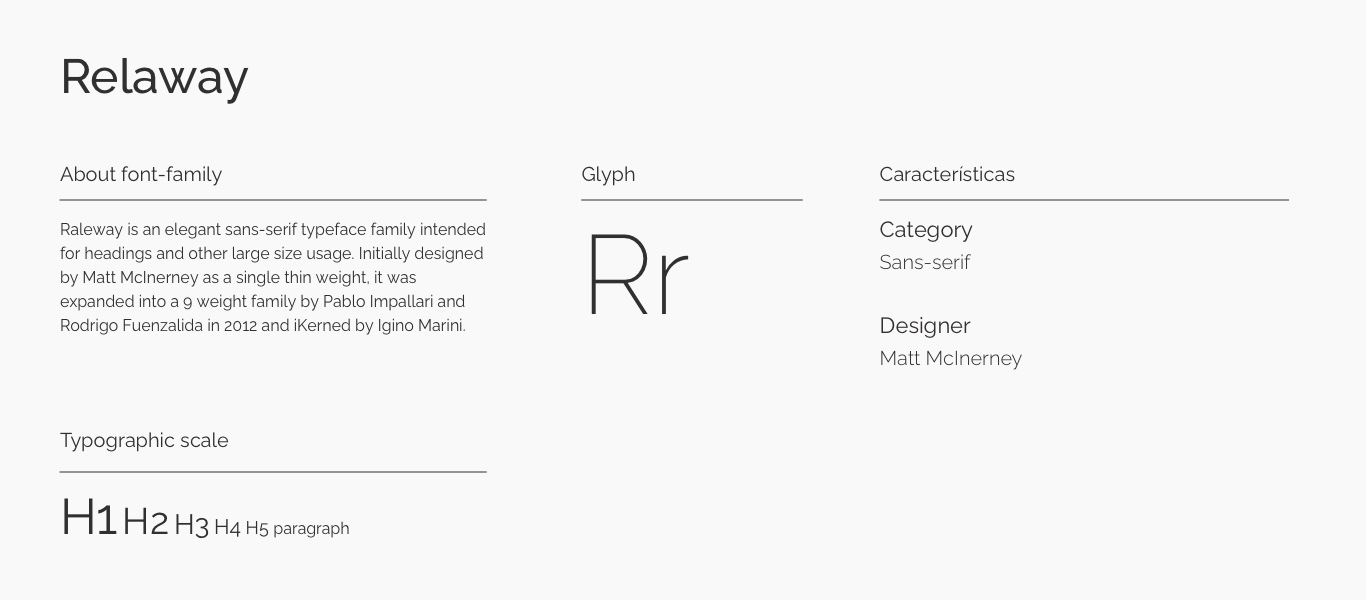 Relaway
About font-family
Raleway is an elegant sans-serif typeface family intended
for headings and other large size usage. Initially designed
by Matt McInerney as a single thin weight, it was
expanded into a 9 weight family by Pablo Impallari and
Rodrigo Fuenzalida in 2012 and iKerned by Igino Marini.
Glyph
Rr
Características
Category
Sans-serif
Designer
Matt McInerney
Typographic scale
H1 H2 H3 H4 H5 paragraph